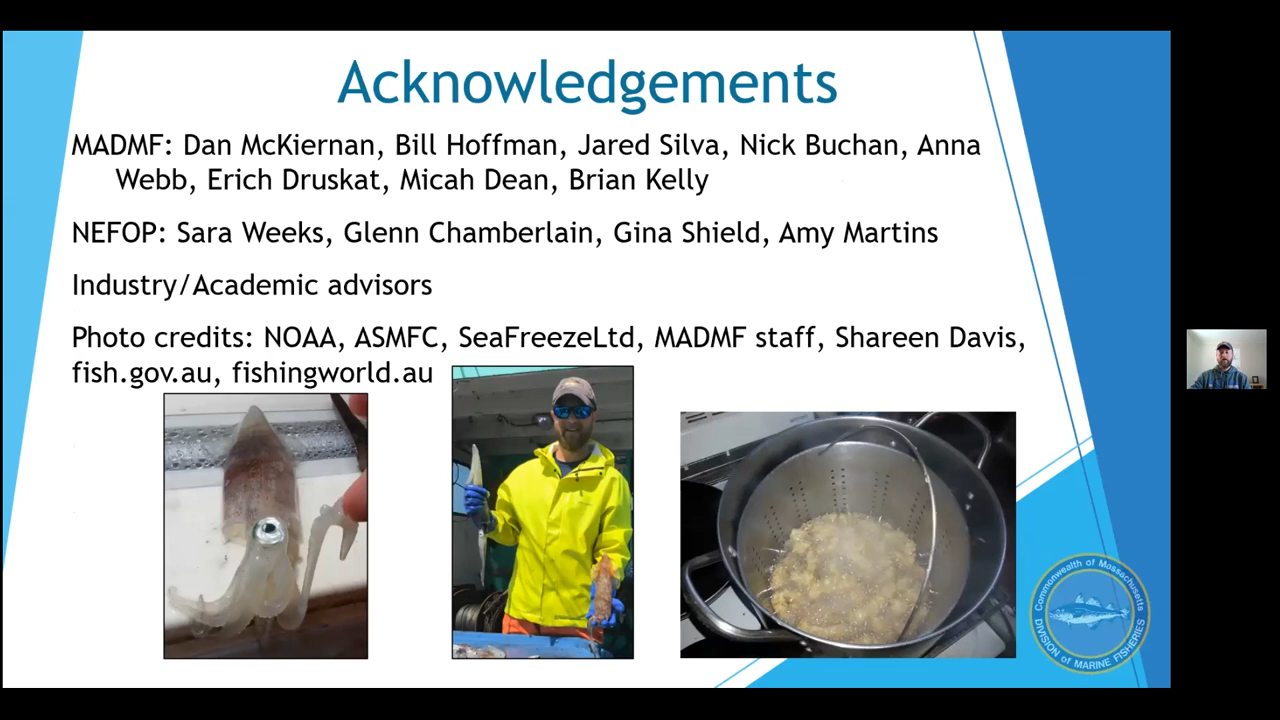 Acknowledgements
MADMF: Dan McKiernan, Bill Hoffman, Jared Silva, Nick Buchan, Anna
Webb, Erich Druskat, Micah Dean, Brian Kelly
NEFOP: Sara Weeks, Glenn Chamberlain, Gina Shield, Amy Martins
Industry/Academic advisors
Photo credits: NOAA, ASMFC, SeaFreezeLtd, MADMF staff, Shareen Davis,
fish.gov.au, fishingworld.au
Commonwealth of Massachusetts
DIVISION of MARINE FISHERIES